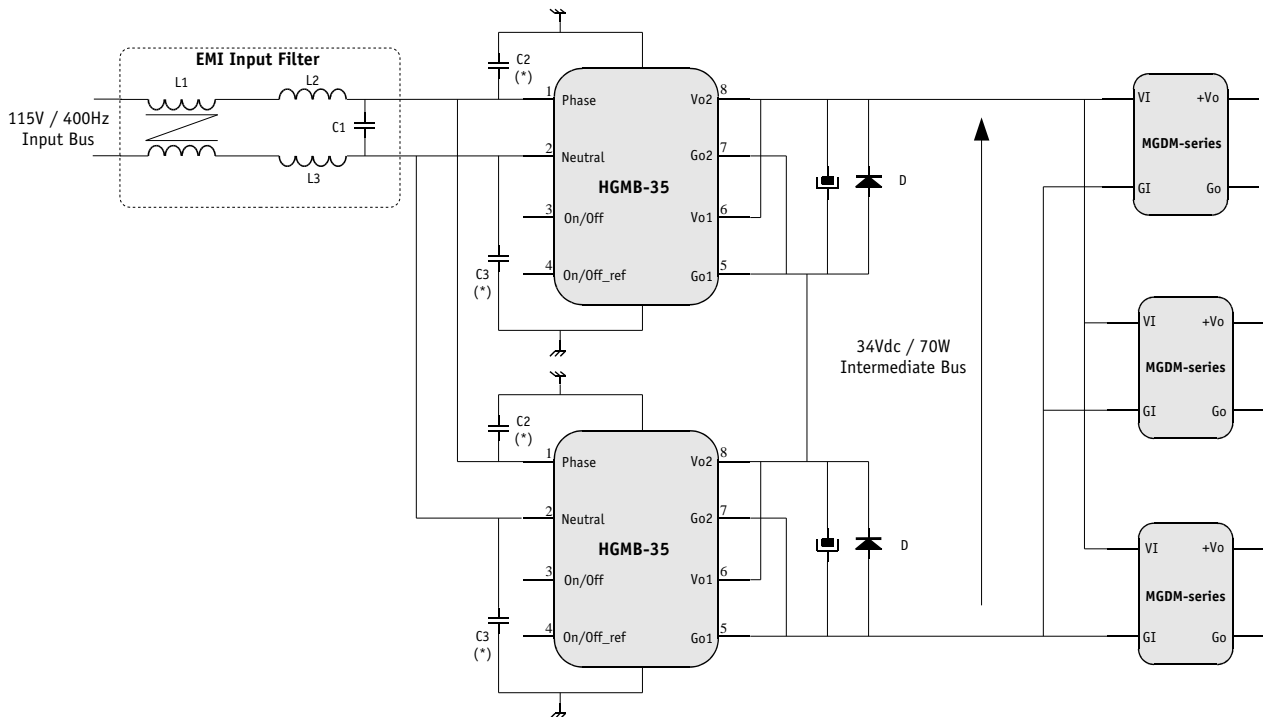 EMI Input Filter
L1
L2
115V / 400Hz
Input Bus
C1
L3
C2
(*)
C3
(*)
1
Phase
2
Neutral
HGMB-35
3
On/Off
4
On/Off_ref
Vo2
8
Go2
7
Vo1
6
Go1
5
D
34Vdc / 70W
Intermediate Bus
C2
(*)
C3
(*)
1
Phase
2
Neutral
HGMB-35
3
On/Off
4
On/Off_ref
Vo2
8
Go2
7
Vo1
6
Go1
5
D
VI
+Vo
MGDM-series
GI
Go
VI
+Vo
MGDM-series
GI
Go
VI
+Vo
MGDM-series
GI
Go